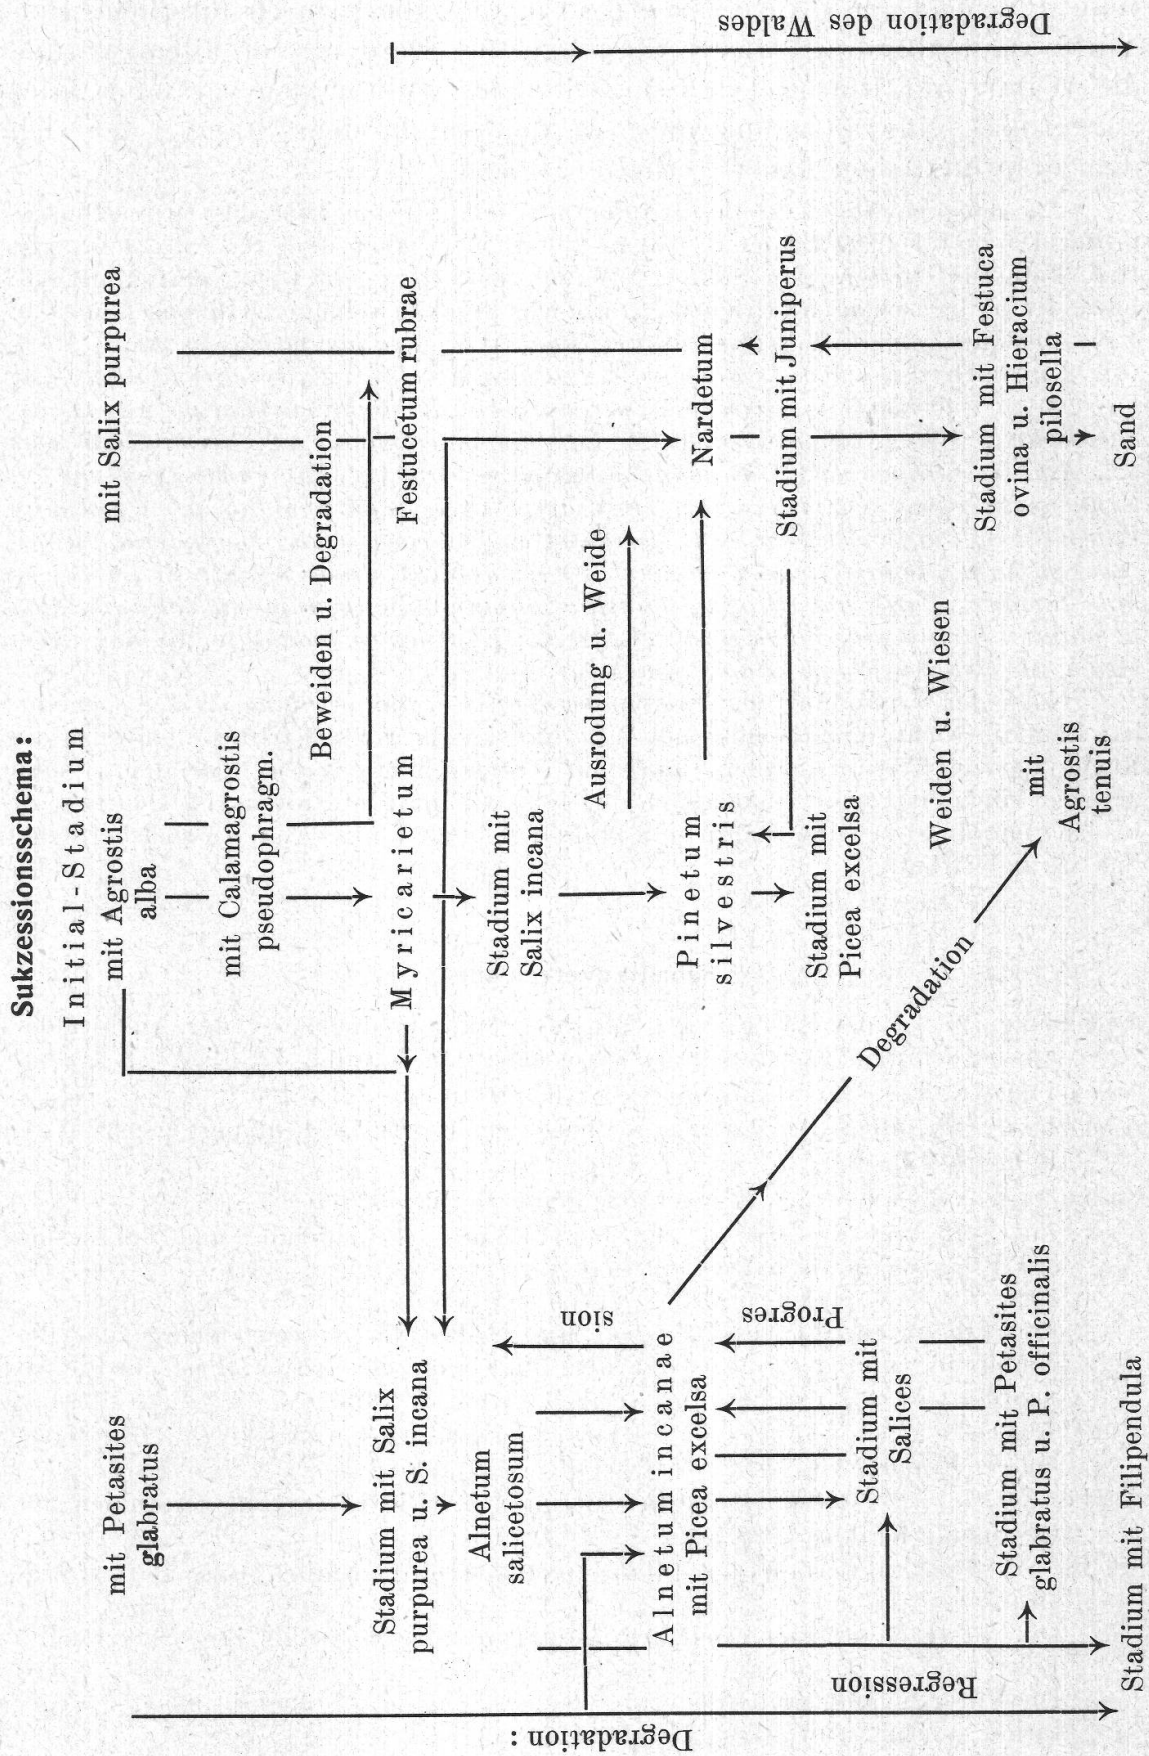 Sukzessionsschema:
Initial-Stadium
mit Petasites
glabratus
mit Agrostis
alba
mit Salix purpurea
mit Calamagrostis
pseudophragm.
Beweiden u. Degradation
Stadium mit Salix
purpurea u. S. incana
Myricarietum
Festucetum rubrae
Alnetum
salicetosum
Stadium mit
Salix incana
Ausrodung u. Weide
Alnetum incanae
mit Picea excelsa
Pinetum
silvestris
Nardetum
Progres
sion
Stadium mit
Picea excelsa
Stadium mit Juniperus
Stadium mit
Salices
Degradation
Weiden u. Wiesen
mit
Agrostis
tenuis
Stadium mit Festuca
ovina u. Hieracium
pilosella
Stadium mit Petasites
glabratus u. P. officinalis
Sand
Stadium mit Filipendula
Degradation:
Regression
Degradation des Waldes